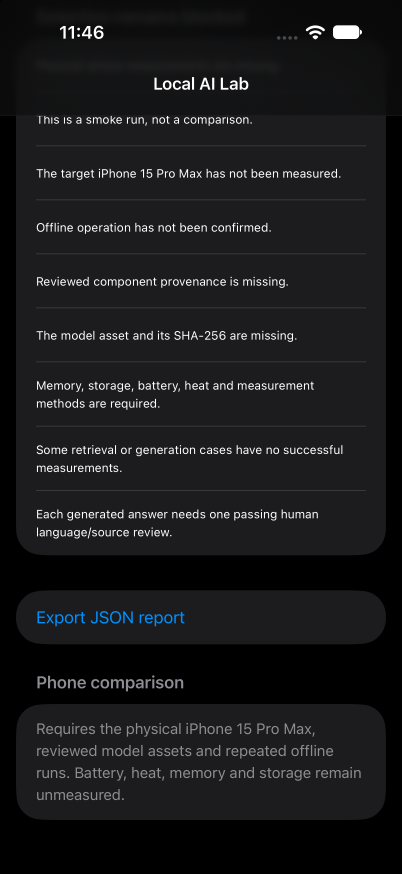 11:46
Local AI Lab
This is a smoke run, not a comparison.
The target iPhone 15 Pro Max has not been measured.
Offline operation has not been confirmed.
Reviewed component provenance is missing.
The model asset and its SHA-256 are missing.
Memory, storage, battery, heat and measurement
methods are required.
Some retrieval or generation cases have no successful
measurements.
Each generated answer needs one passing human
language/source review.
Export JSON report
Phone comparison
Requires the physical iPhone 15 Pro Max,
reviewed model assets and repeated offline
runs. Battery, heat, memory and storage remain
unmeasured.